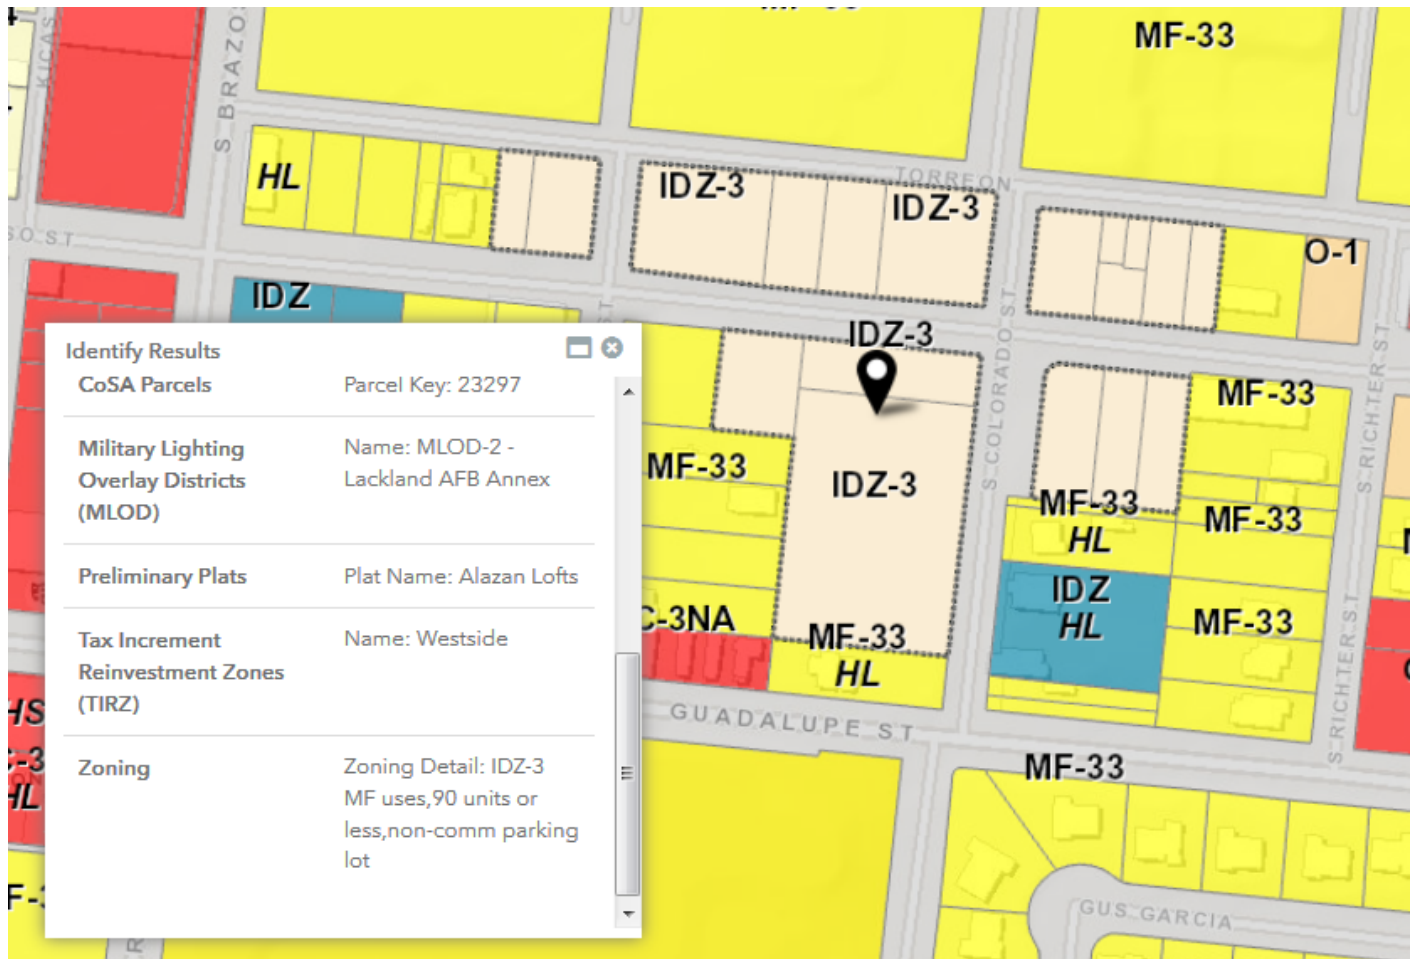 MF-33
S BRAZOS
KICAS
HL
IDZ-3
TORREON
IDZ-3
O-1
SO ST
IDZ
IDZ-3
S COLORADO ST
S RICHTER ST
Identify Results
CoSA Parcels
Parcel Key: 23297
Military Lighting
Overlay Districts
(MLOD)
Name: MLOD-2 -
Lackland AFB Annex
Preliminary Plats
Plat Name: Alazan Lofts
Tax Increment
Reinvestment Zones
(TIRZ)
Name: Westside
Zoning
Zoning Detail: IDZ-3
MF uses,90 units or
less,non-comm parking
lot
MF-33
MF-33
IDZ-3
MF-33
HL
MF-33
IDZ
HL
C-3NA
MF-33
HL
MF-33
S RICHTER ST
GUADALUPE ST
MF-33
GUS GARCIA